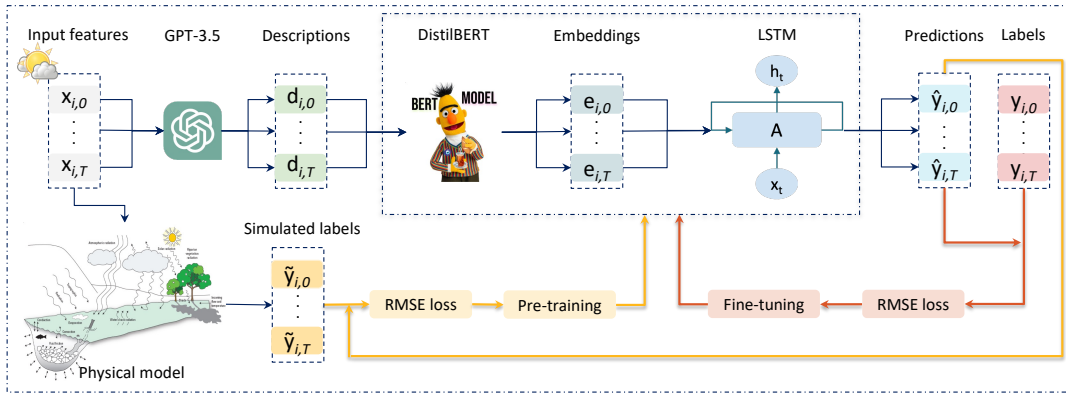 Input features
GPT-3.5
Descriptions
DistilBERT
Embeddings
LSTM
Predictions
Labels
x_{i,0}
x_{i,T}
d_{i,0}
d_{i,T}
BERT
MODEL
e_{i,0}
e_{i,T}
h_t
A
x_t
ŷ_{i,0}
ŷ_{i,T}
y_{i,0}
y_{i,T}
Simulated labels
ỹ_{i,0}
ỹ_{i,T}
RMSE loss
Pre-training
Fine-tuning
RMSE loss
Physical model